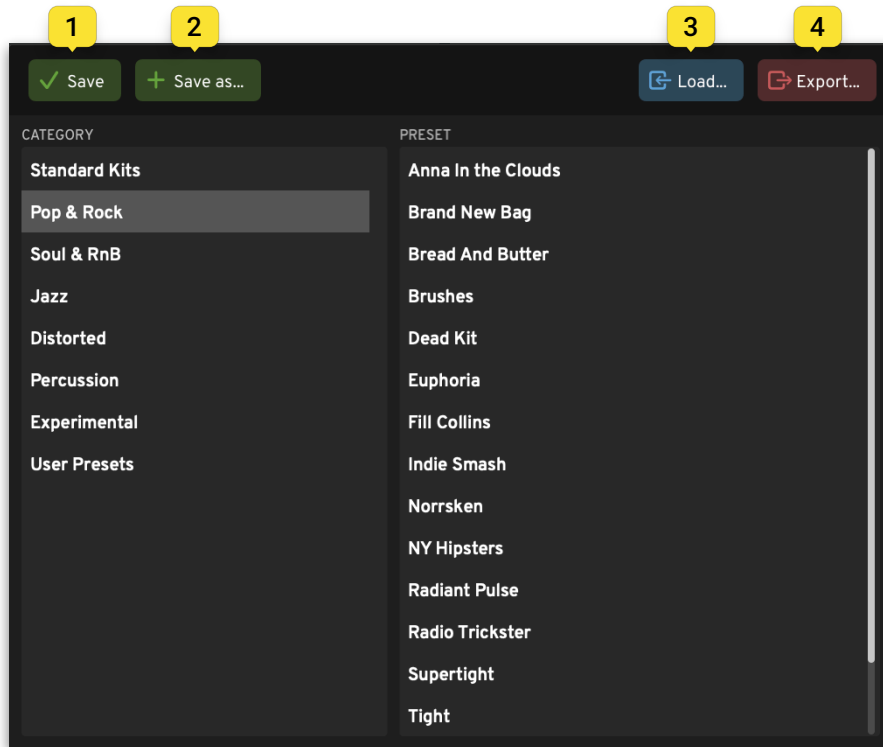 1 2 3 4
Save Save as... Load... Export...
CATEGORY PRESET
Standard Kits
Pop & Rock
Soul & RnB
Jazz
Distorted
Percussion
Experimental
User Presets
Anna In the Clouds
Brand New Bag
Bread And Butter
Brushes
Dead Kit
Euphoria
Fill Collins
Indie Smash
Norrsken
NY Hipsters
Radiant Pulse
Radio Trickster
Supertight
Tight